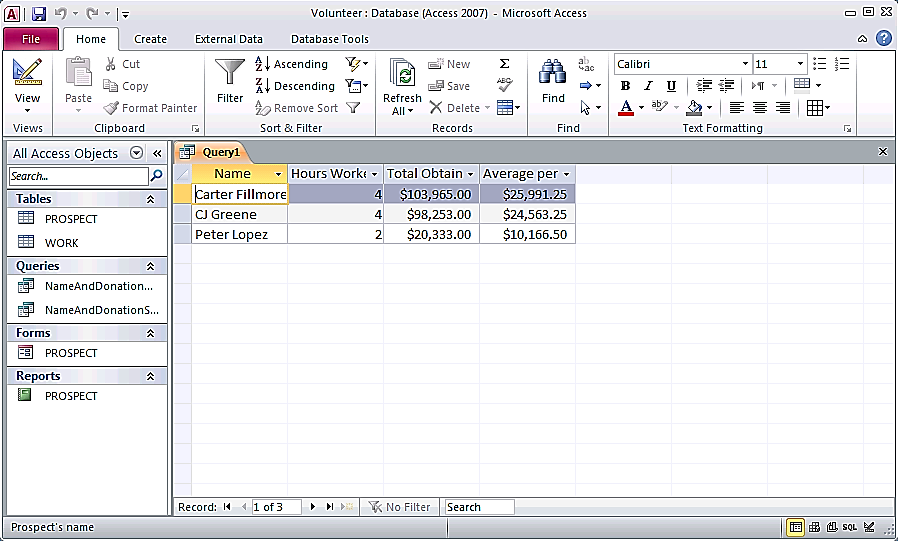 Volunteer : Database (Access 2007) - Microsoft Access
File Home Create External Data Database Tools
View
Views
Paste
Cut
Copy
Format Painter
Clipboard
Filter
Ascending
Descending
Remove Sort
Sort & Filter
Refresh All
New
Save
Delete
Records
Find
Find
Calibri 11
B I U
A
Text Formatting
All Access Objects
Search...
Tables
PROSPECT
WORK
Queries
NameAndDonation...
NameAndDonationS...
Forms
PROSPECT
Reports
PROSPECT
Query1
Name Hours Worke Total Obtain Average per
Carter Fillmore 4 $103,965.00 $25,991.25
CJ Greene 4 $98,253.00 $24,563.25
Peter Lopez 2 $20,333.00 $10,166.50
Record: 1 of 3 No Filter Search
Prospect's name SQL